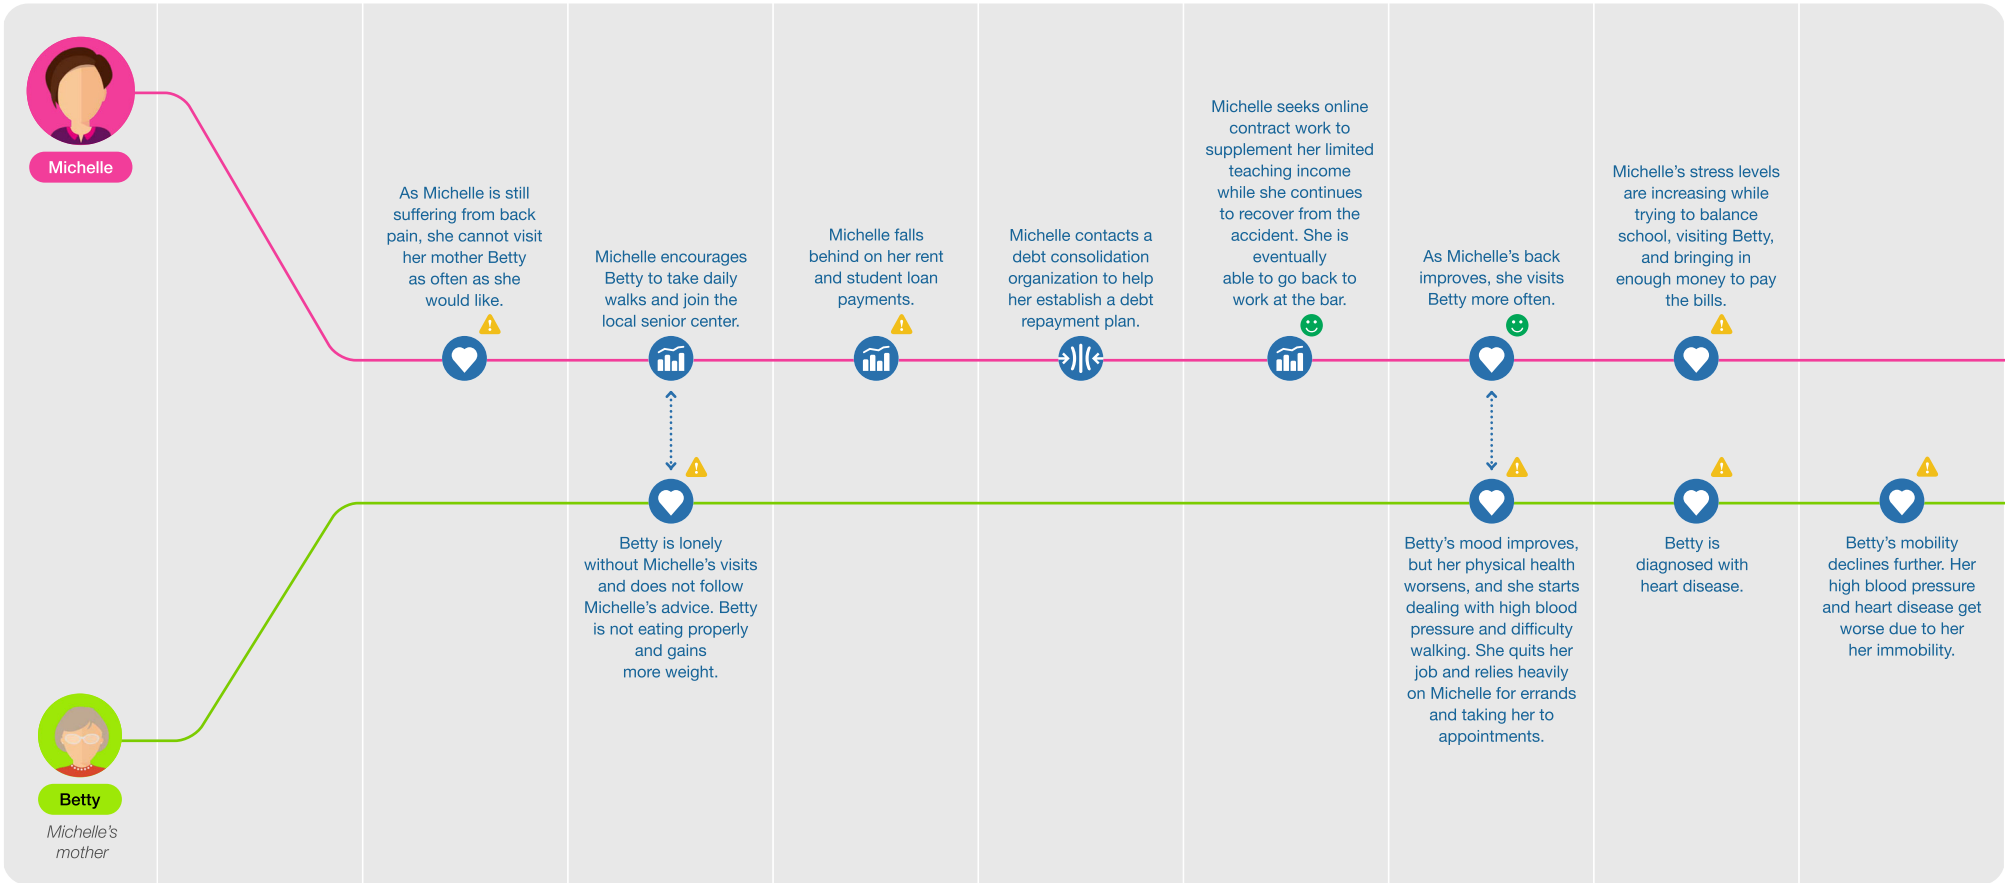 Michelle
As Michelle is still
suffering from back
pain, she cannot visit
her mother Betty
as often as she
would like.
Michelle encourages
Betty to take daily
walks and join the
local senior center.
Michelle falls
behind on her rent
and student loan
payments.
Michelle contacts a
debt consolidation
organization to help
her establish a debt
repayment plan.
Michelle seeks online
contract work to
supplement her limited
teaching income
while she continues
to recover from the
accident. She is
eventually
able to go back to
work at the bar.
As Michelle’s back
improves, she visits
Betty more often.
Michelle’s stress levels
are increasing while
trying to balance
school, visiting Betty,
and bringing in
enough money to pay
the bills.
Betty is lonely
without Michelle’s visits
and does not follow
Michelle’s advice. Betty
is not eating properly
and gains
more weight.
Betty’s mood improves,
but her physical health
worsens, and she starts
dealing with high blood
pressure and difficulty
walking. She quits her
job and relies heavily
on Michelle for errands
and taking her to
appointments.
Betty is
diagnosed with
heart disease.
Betty’s mobility
declines further. Her
high blood pressure
and heart disease get
worse due to her
her immobility.
Betty
Michelle’s
mother